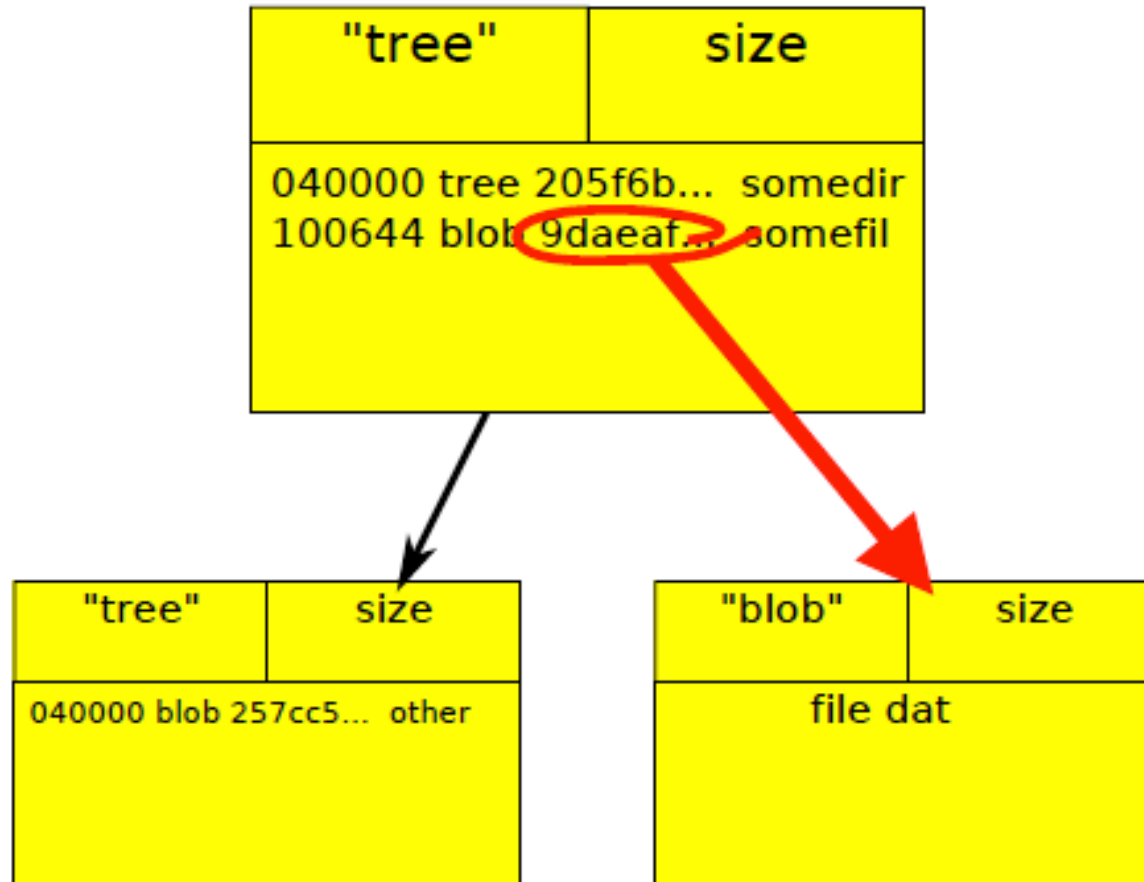 "tree" size
040000 tree 205f6b... somedir
100644 blob 9daeaf... somefil
"tree" size
040000 blob 257cc5... other
"blob" size
file dat